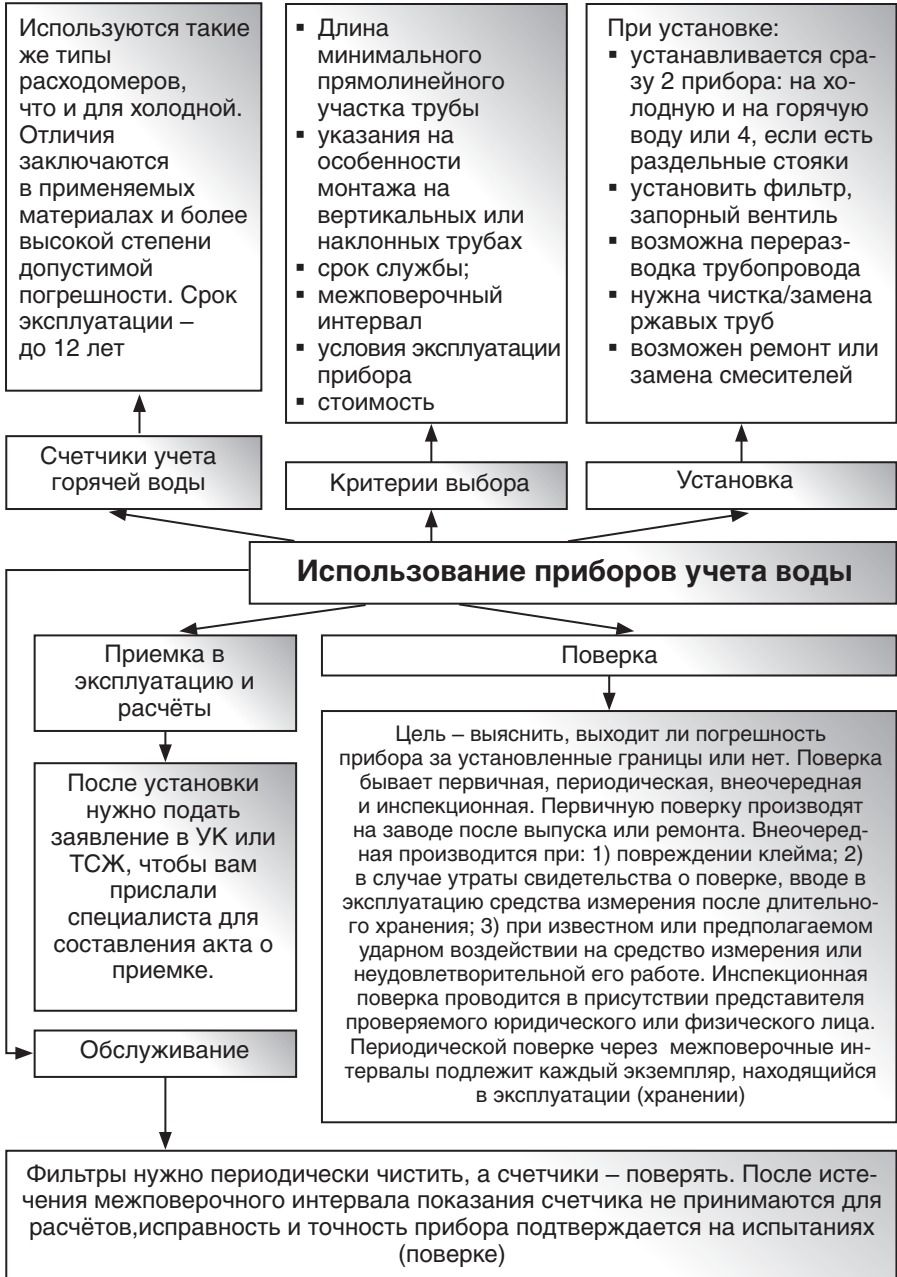 Используются такие
же типы
расходомеров,
что и для холодной.
Отличия
заключаются
в применяемых
материалах и более
высокой степени
допустимой
погрешности. Срок
эксплуатации –
до 12 лет
▪ Длина
минимального
прямолинейного
участка трубы
▪ указания на
особенности
монтажа на
вертикальных или
наклонных трубах
▪ срок службы;
▪ межповерочный
интервал
▪ условия эксплуатации
прибора
▪ стоимость
При установке:
▪ устанавливается сра-
зу 2 прибора: на хо-
лодную и на горячую
воду или 4, если есть
раздельные стояки
▪ установить фильтр,
запорный вентиль
▪ возможна перераз-
водка трубопровода
▪ нужна чистка/замена
ржавых труб
▪ возможен ремонт или
замена смесителей
Счетчики учета
горячей воды
Критерии выбора
Установка
Использование приборов учета воды
Приемка в
эксплуатацию и
расчёты
Поверка
После установки
нужно подать
заявление в УК или
ТСЖ, чтобы вам
прислали
специалиста для
составления акта о
приемке.
Цель – выяснить, выходит ли погрешность
прибора за установленные границы или нет. Поверка
бывает первичная, периодическая, внеочередная
и инспекционная. Первичную поверку производят
на заводе после выпуска или ремонта. Внеочеред-
ная производится при: 1) повреждении клейма; 2)
в случае утраты свидетельства о поверке, вводе в
эксплуатацию средства измерения после длительно-
го хранения; 3) при известном или предполагаемом
ударном воздействии на средство измерения или
неудовлетворительной его работе. Инспекционная
поверка проводится в присутствии представителя
проверяемого юридического или физического лица.
Периодической поверке через межповерочные ин-
тервалы подлежит каждый экземпляр, находящийся
в эксплуатации (хранении)
Обслуживание
Фильтры нужно периодически чистить, а счетчики – поверять. После исте-
чения межповерочного интервала показания счетчика не принимаются для
расчётов,исправность и точность прибора подтверждается на испытаниях
(поверке)